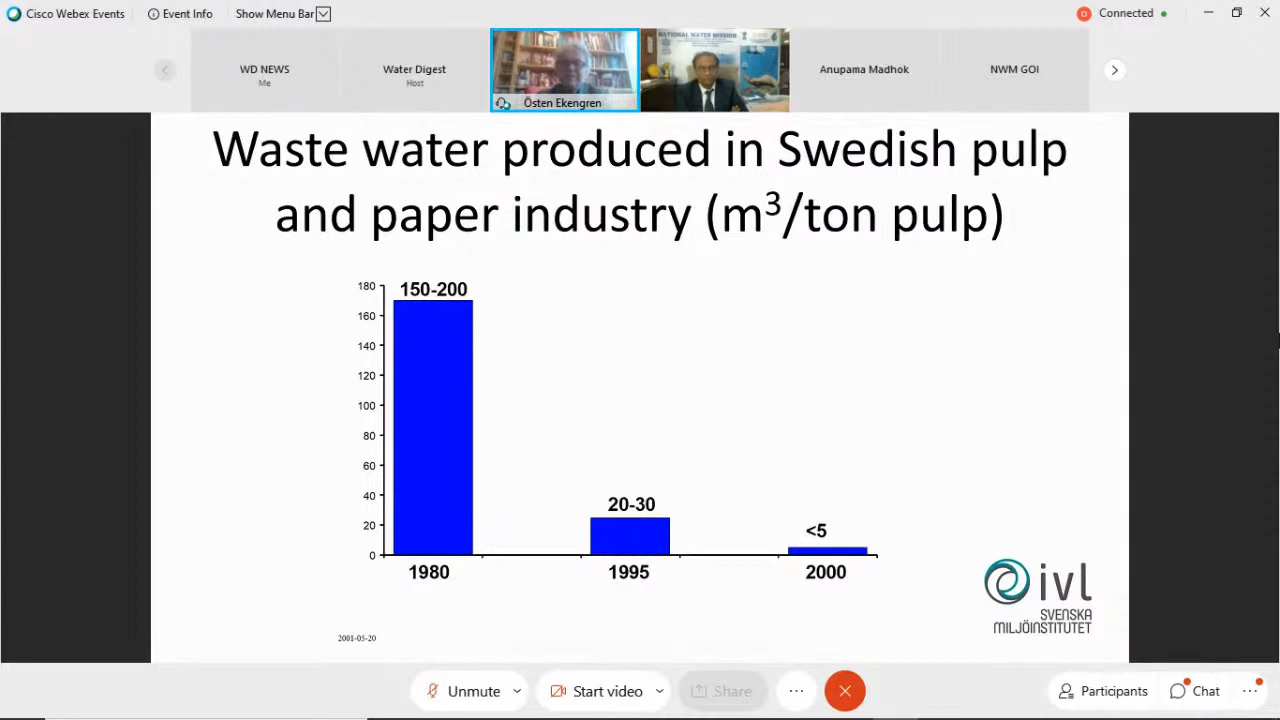 Cisco Webex Events
Event Info
Show Menu Bar
Connected
WD NEWS
Me
Water Digest
Host
Östen Ekengren
NATIONAL WATER MISSION
Anupama Madhok
NWM GOI
Waste water produced in Swedish pulp
and paper industry (m³/ton pulp)
180
160
140
120
100
80
60
40
20
0
150-200
20-30
<5
1980
1995
2000
2001-05-20
ivl
SVENSKA
MILJÖINSTITUTET
Unmute
Start video
Share
Participants
Chat